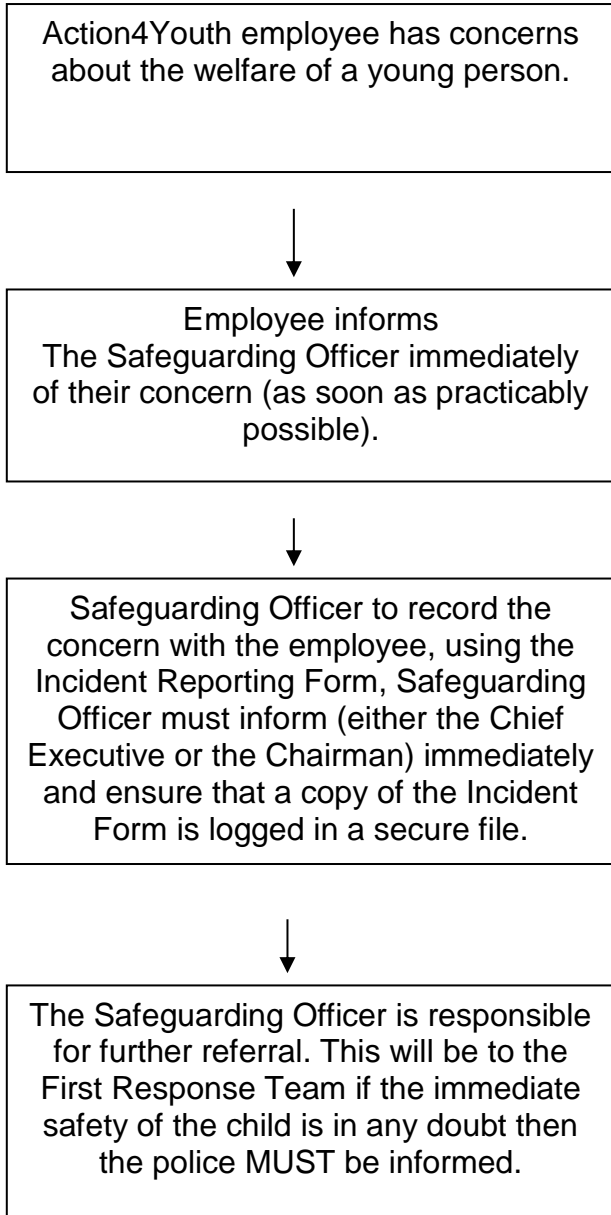 Action4Youth employee has concerns
about the welfare of a young person.
Employee informs
The Safeguarding Officer immediately
of their concern (as soon as practicably
possible).
Safeguarding Officer to record the
concern with the employee, using the
Incident Reporting Form, Safeguarding
Officer must inform (either the Chief
Executive or the Chairman) immediately
and ensure that a copy of the Incident
Form is logged in a secure file.
The Safeguarding Officer is responsible
for further referral. This will be to the
First Response Team if the immediate
safety of the child is in any doubt then
the police MUST be informed.